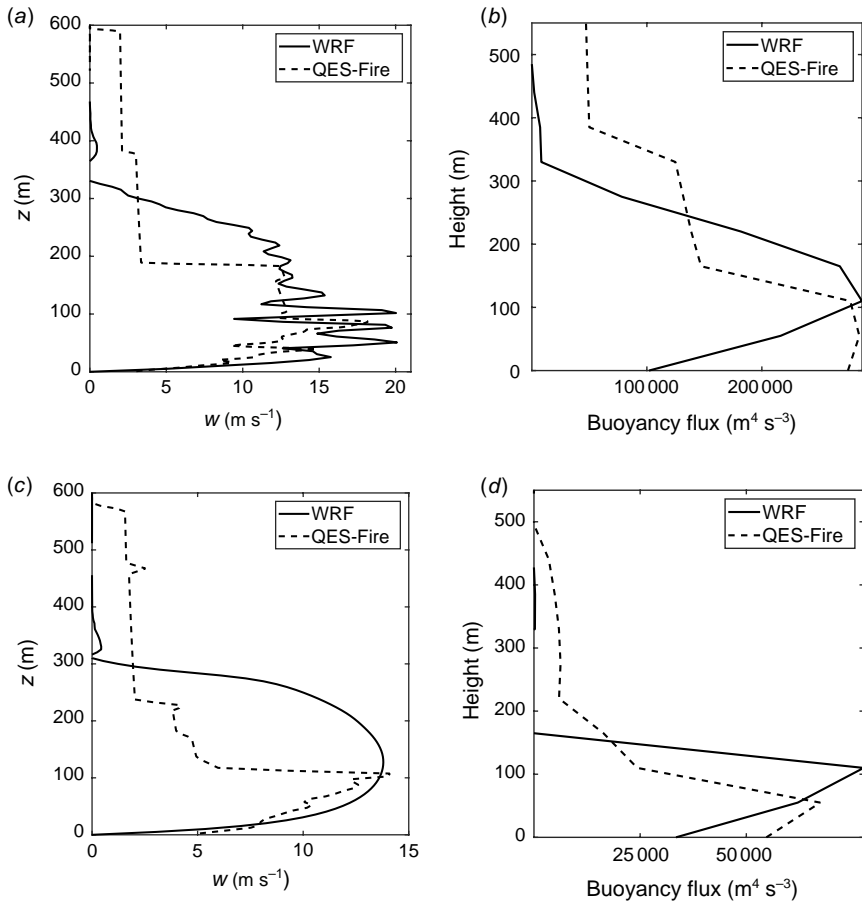 (a)
600
500
400
300
200
100
0
z (m)
WRF
QES-Fire
0 5 10 15 20
w (m s−1)
(b)
500
400
300
200
100
0
Height (m)
WRF
QES-Fire
100 000 200 000
Buoyancy flux (m4 s−3)
(c)
600
500
400
300
200
100
0
z (m)
WRF
QES-Fire
0 5 10 15
w (m s−1)
(d)
500
400
300
200
100
0
Height (m)
WRF
QES-Fire
25 000 50 000
Buoyancy flux (m4 s−3)